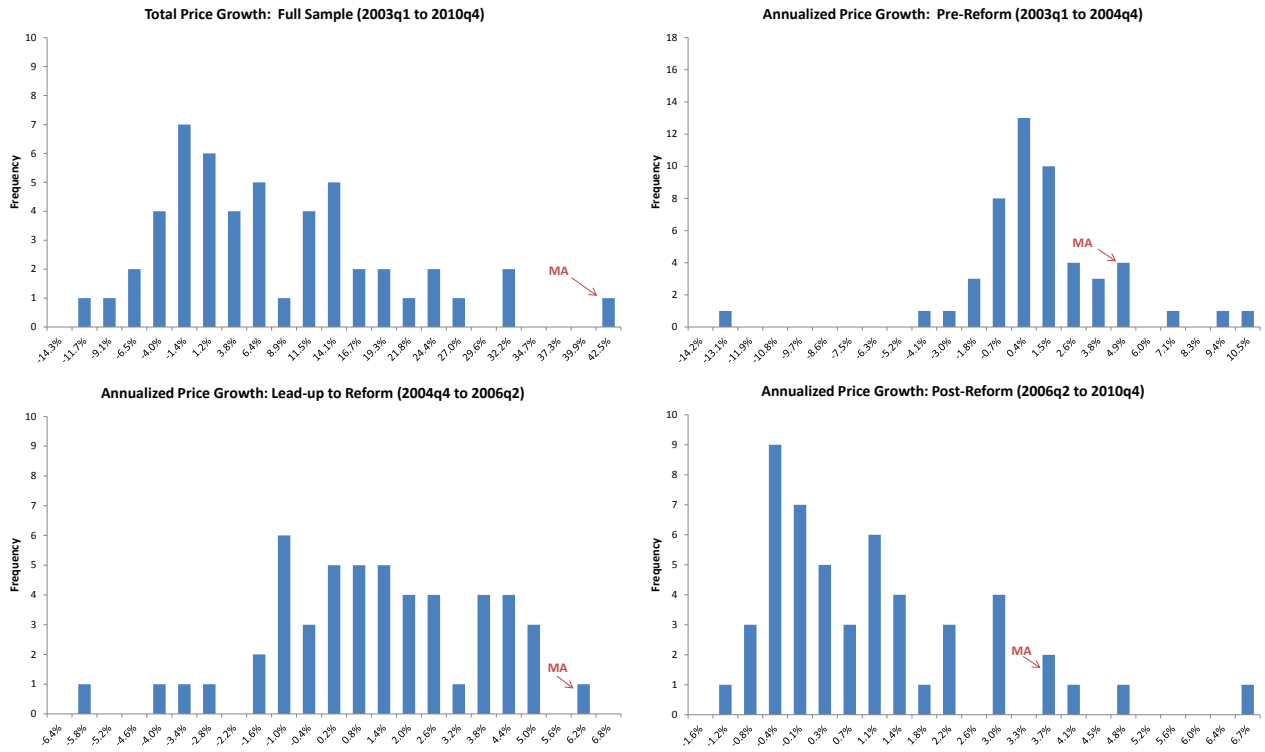 Total Price Growth: Full Sample (2003q1 to 2010q4)
10
9
8
7
6
5
4
3
2
1
0
Frequency
MA
-14.3% -11.7% -9.1% -6.5% -4.0% -1.4% 1.2% 3.8% 6.4% 8.9% 11.5% 14.1% 16.7% 19.3% 21.8% 24.4% 27.0% 29.6% 32.2% 34.7% 37.3% 39.9% 42.5%
Annualized Price Growth: Pre-Reform (2003q1 to 2004q4)
18
16
14
12
10
8
6
4
2
0
Frequency
MA
-14.2% -13.1% -11.9% -10.8% -9.7% -8.6% -7.5% -6.3% -5.2% -4.1% -3.0% -1.8% -0.7% 0.4% 1.5% 2.6% 3.8% 4.9% 6.0% 7.1% 8.3% 9.4% 10.5%
Annualized Price Growth: Lead-up to Reform (2004q4 to 2006q2)
10
9
8
7
6
5
4
3
2
1
0
Frequency
MA
-6.4% -5.8% -5.2% -4.6% -4.0% -3.4% -2.8% -2.2% -1.6% -1.0% -0.4% 0.2% 0.8% 1.4% 2.0% 2.6% 3.2% 3.8% 4.4% 5.0% 5.6% 6.2% 6.8%
Annualized Price Growth: Post-Reform (2006q2 to 2010q4)
10
9
8
7
6
5
4
3
2
1
0
Frequency
MA
-1.6% -1.2% -0.8% -0.4% -0.1% 0.3% 0.7% 1.1% 1.4% 1.8% 2.2% 2.6% 3.0% 3.3% 3.7% 4.1% 4.5% 4.8% 5.2% 5.6% 6.0% 6.4% 6.7%